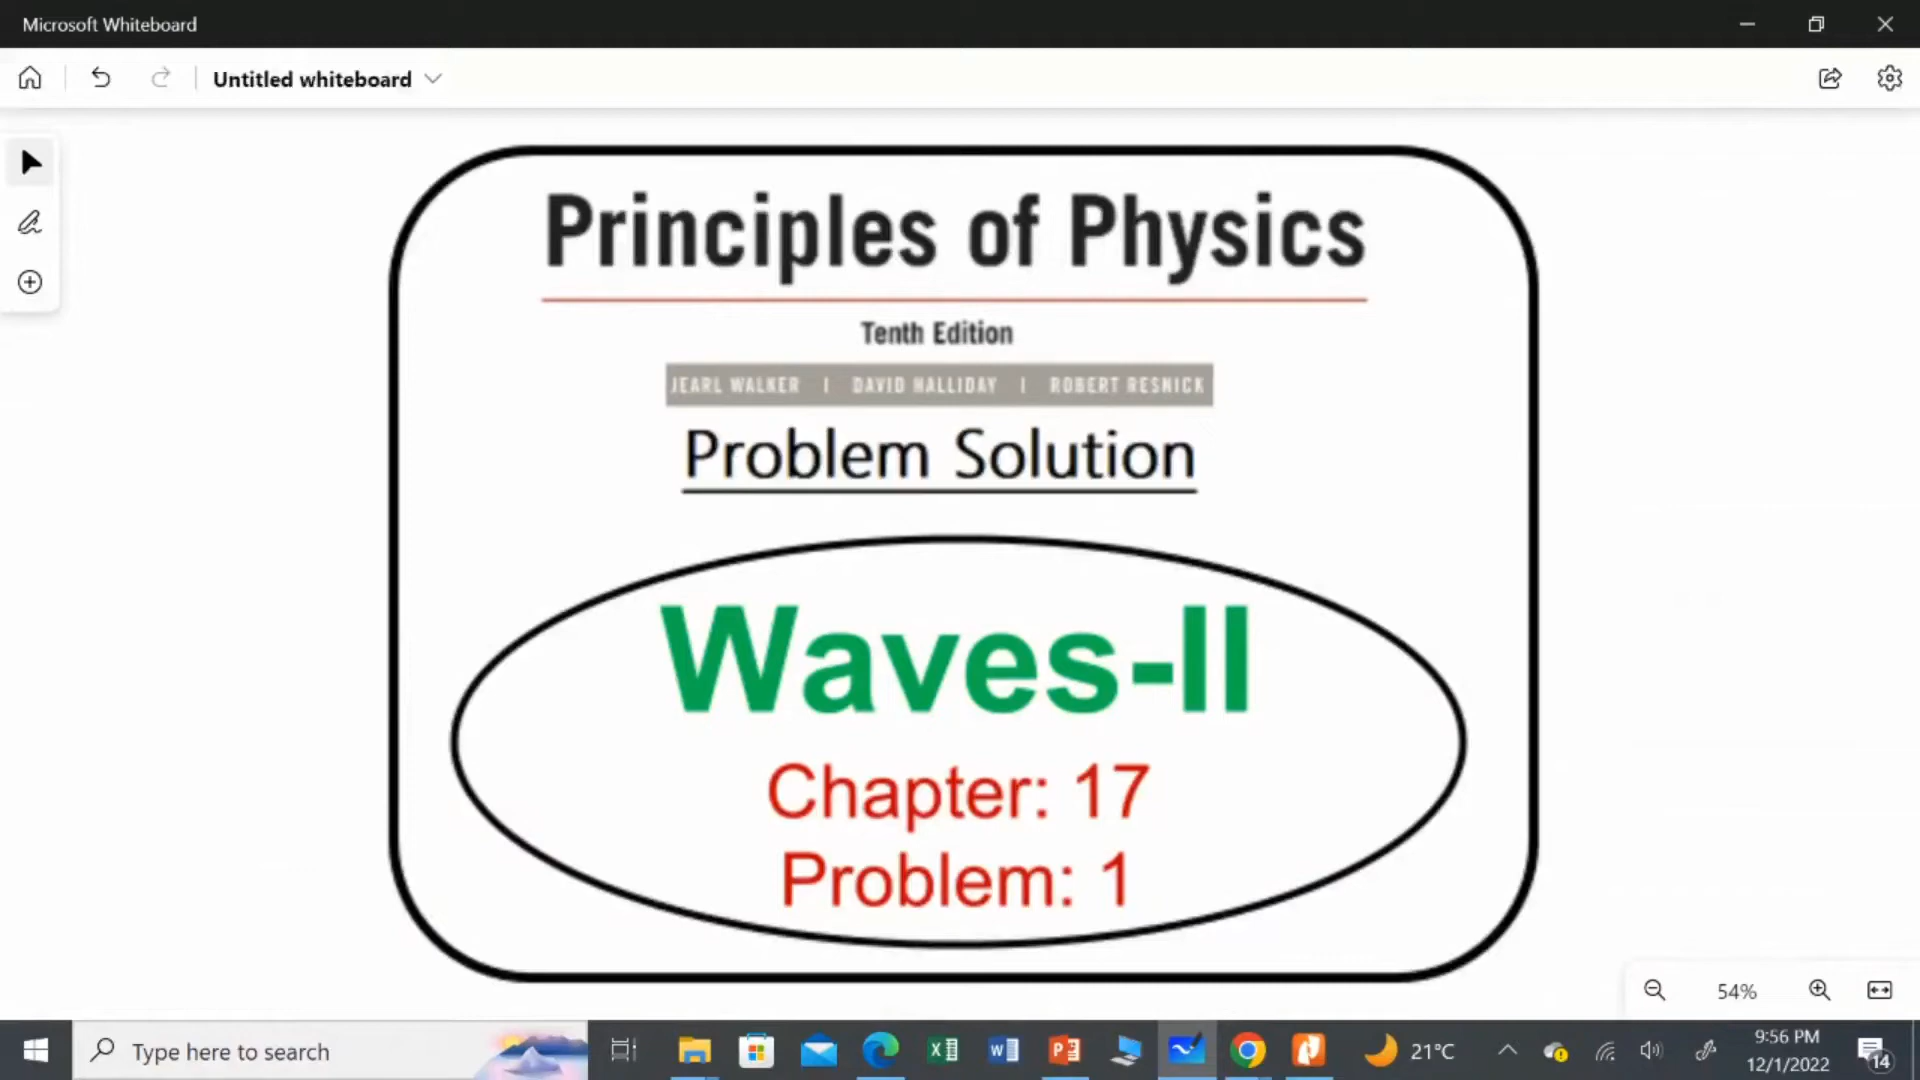 Microsoft Whiteboard
Untitled whiteboard
Principles of Physics
Tenth Edition
JEARL WALKER | DAVID HALLIDAY | ROBERT RESNICK
Problem Solution
Waves-II
Chapter: 17
Problem: 1
54%
Type here to search
21°C
9:56 PM
12/1/2022
14